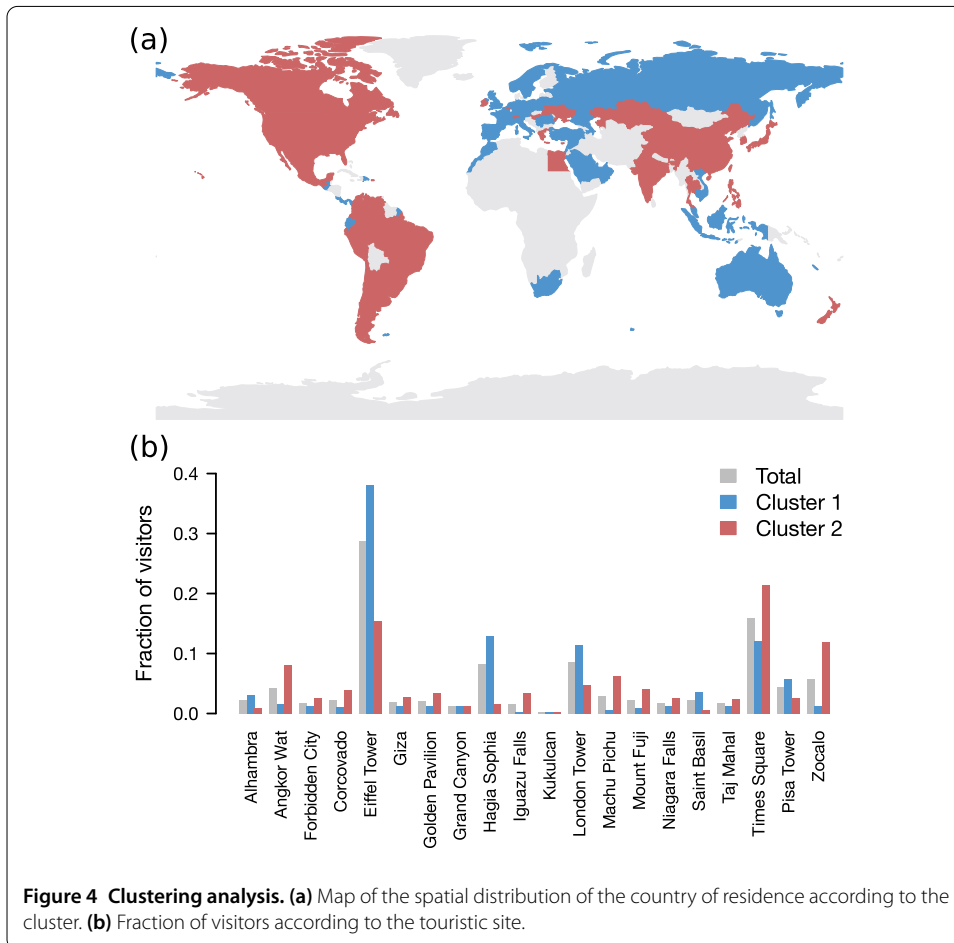 (a)
(b)
Fraction of visitors
0.4
0.3
0.2
0.1
0.0
Total
Cluster 1
Cluster 2
Alhambra
Angkor Wat
Forbidden City
Corcovado
Eiffel Tower
Giza
Golden Pavilion
Grand Canyon
Hagia Sophia
Iguazu Falls
Kukulcan
London Tower
Machu Pichu
Mount Fuji
Niagara Falls
Saint Basil
Taj Mahal
Times Square
Pisa Tower
Zocalo
Figure 4 Clustering analysis. (a) Map of the spatial distribution of the country of residence according to the
cluster. (b) Fraction of visitors according to the touristic site.